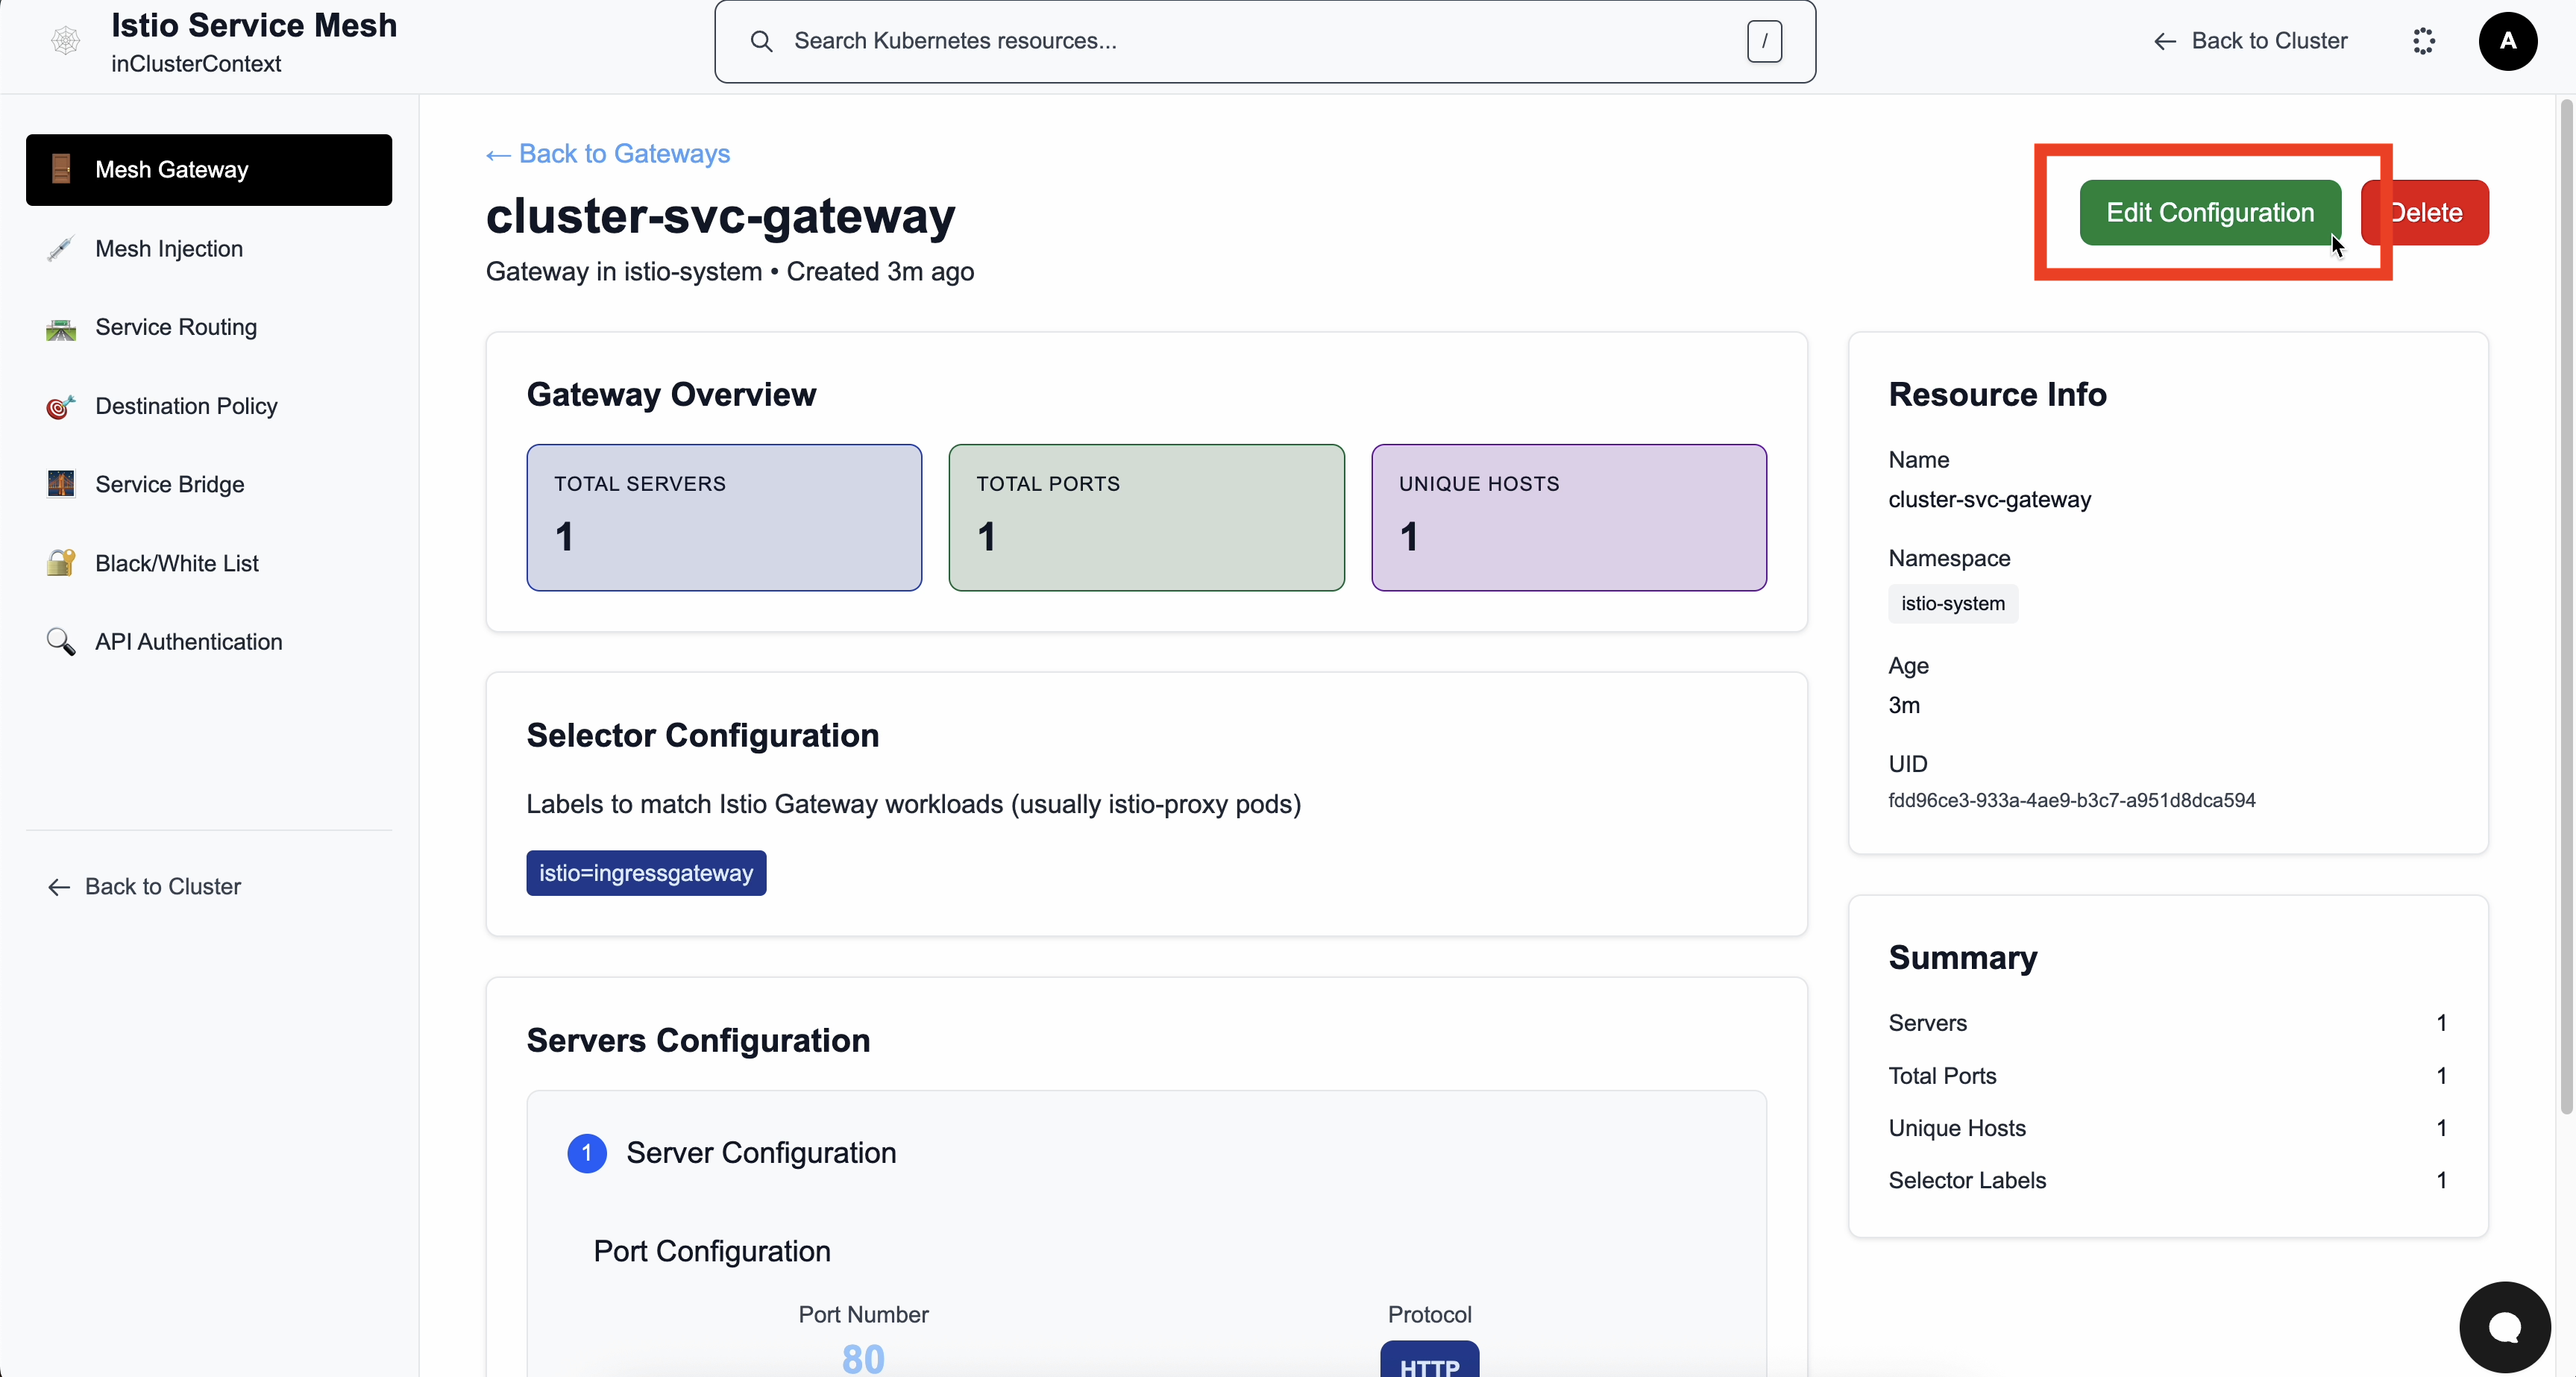 Istio Service Mesh
inClusterContext
Search Kubernetes resources...
/
← Back to Cluster
A
Mesh Gateway
Mesh Injection
Service Routing
Destination Policy
Service Bridge
Black/White List
API Authentication
← Back to Cluster
← Back to Gateways
cluster-svc-gateway
Gateway in istio-system • Created 3m ago
Edit Configuration
Delete
Gateway Overview
TOTAL SERVERS
1
TOTAL PORTS
1
UNIQUE HOSTS
1
Selector Configuration
Labels to match Istio Gateway workloads (usually istio-proxy pods)
istio=ingressgateway
Servers Configuration
1 Server Configuration
Port Configuration
Port Number
80
Protocol
HTTP
Resource Info
Name
cluster-svc-gateway
Namespace
istio-system
Age
3m
UID
fdd96ce3-933a-4ae9-b3c7-a951d8dca594
Summary
Servers 1
Total Ports 1
Unique Hosts 1
Selector Labels 1